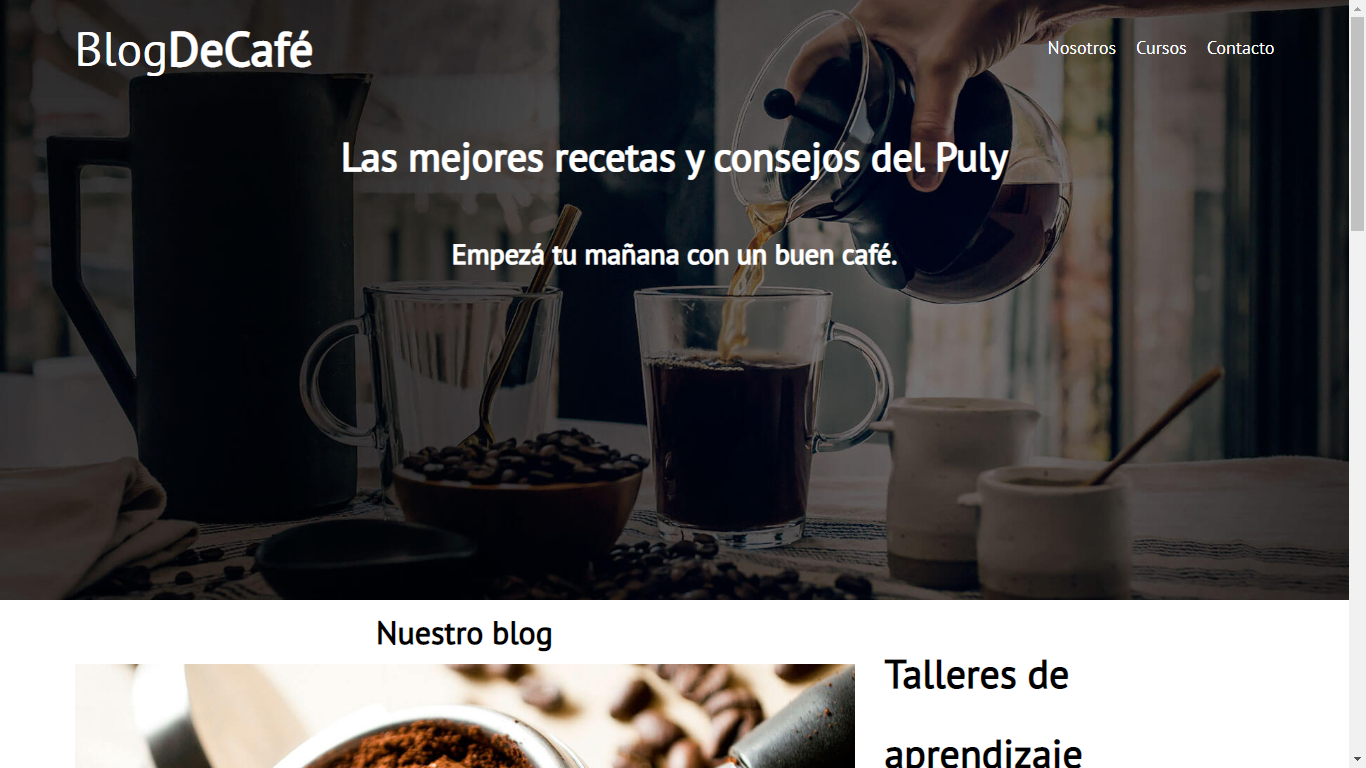 BlogDeCafé
Nosotros Cursos Contacto
Las mejores recetas y consejos del Puly
Empezá tu mañana con un buen café.
Nuestro blog
Talleres de
aprendizaje